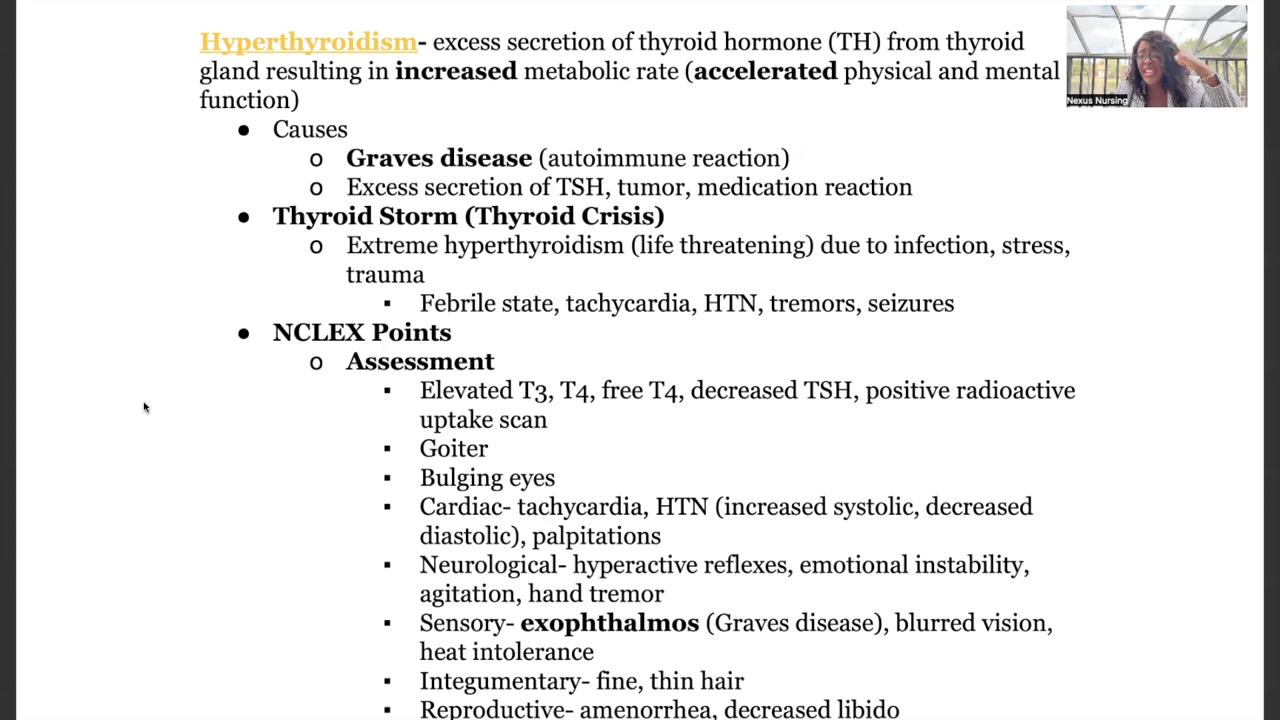 Hyperthyroidism- excess secretion of thyroid hormone (TH) from thyroid
gland resulting in increased metabolic rate (accelerated physical and mental
function)
● Causes
o Graves disease (autoimmune reaction)
o Excess secretion of TSH, tumor, medication reaction
● Thyroid Storm (Thyroid Crisis)
o Extreme hyperthyroidism (life threatening) due to infection, stress,
trauma
▪ Febrile state, tachycardia, HTN, tremors, seizures
● NCLEX Points
o Assessment
▪ Elevated T3, T4, free T4, decreased TSH, positive radioactive
uptake scan
▪ Goiter
▪ Bulging eyes
▪ Cardiac- tachycardia, HTN (increased systolic, decreased
diastolic), palpitations
▪ Neurological- hyperactive reflexes, emotional instability,
agitation, hand tremor
▪ Sensory- exophthalmos (Graves disease), blurred vision,
heat intolerance
▪ Integumentary- fine, thin hair
▪ Reproductive- amenorrhea, decreased libido
Nexus Nursing